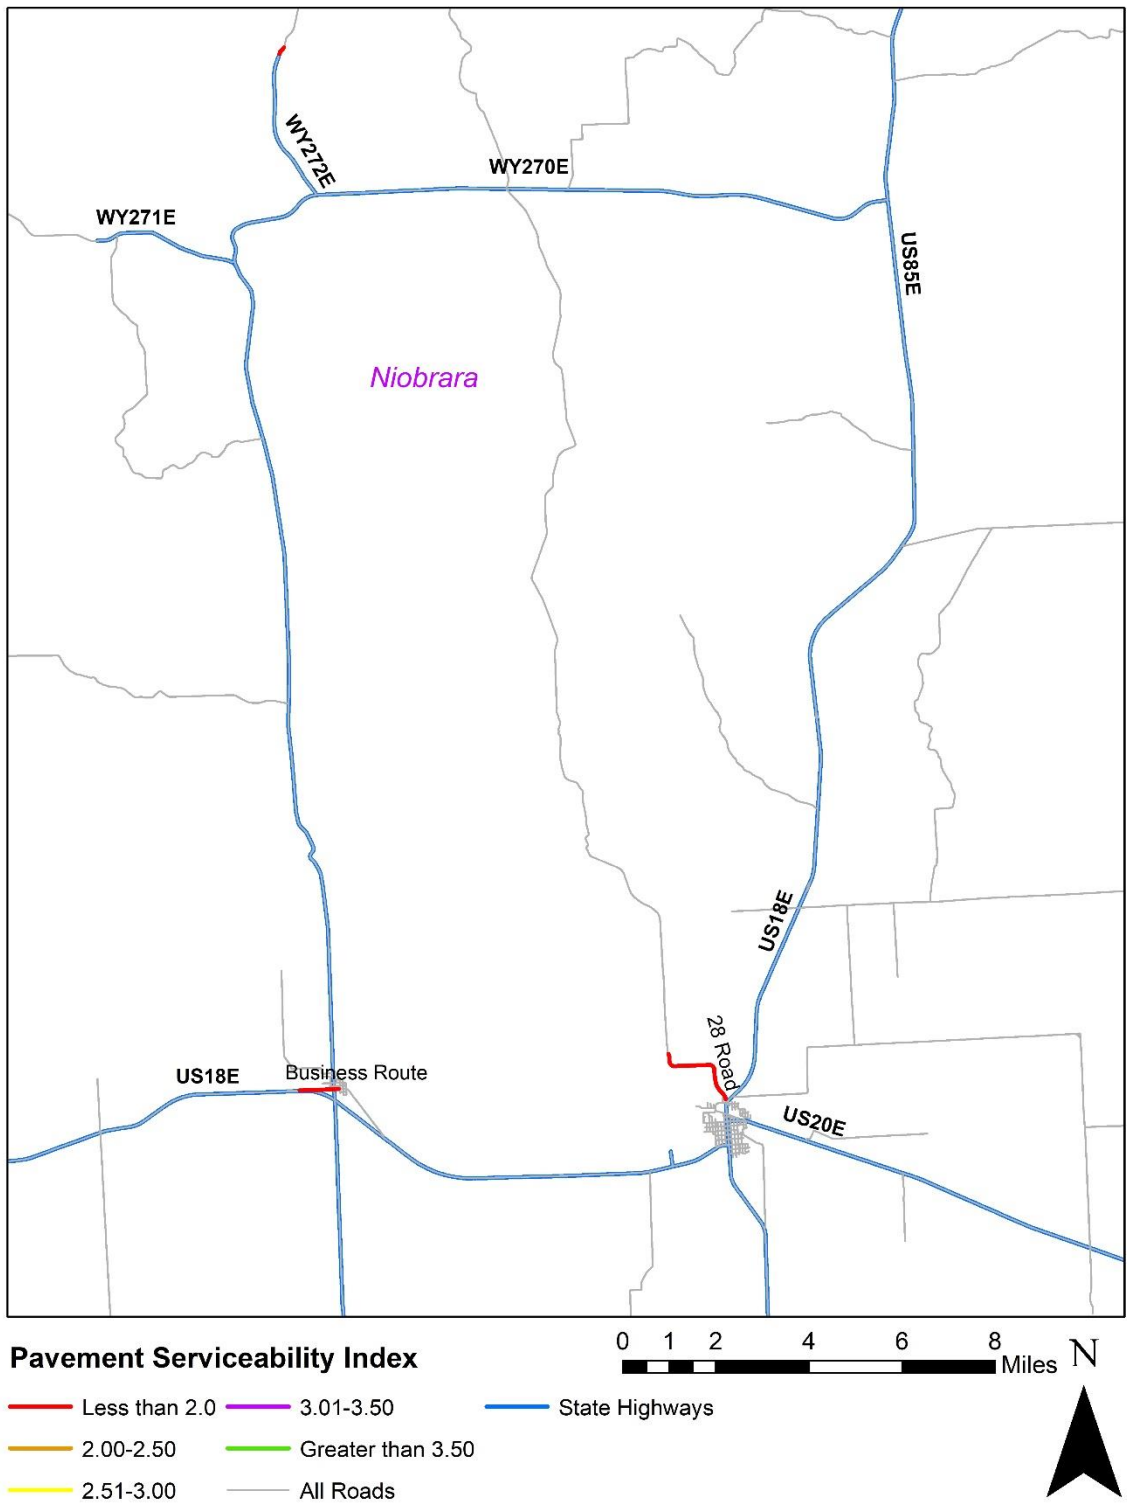 WY272E
WY270E
WY271E
US85E
Niobrara
US18E
28 Road
US18E
Business Route
US20E
Pavement Serviceability Index
0 1 2 4 6 8
Miles
N
Less than 2.0
3.01-3.50
State Highways
2.00-2.50
Greater than 3.50
2.51-3.00
All Roads